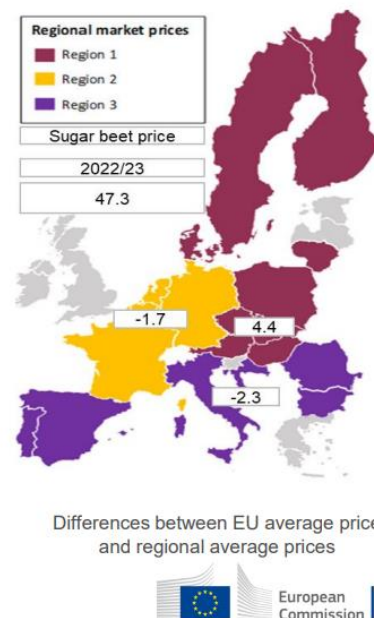 Regional market prices
Region 1
Region 2
Region 3
Sugar beet price
2022/23
47.3
-1.7
4.4
-2.3
Differences between EU average price
and regional average prices
European
Commission